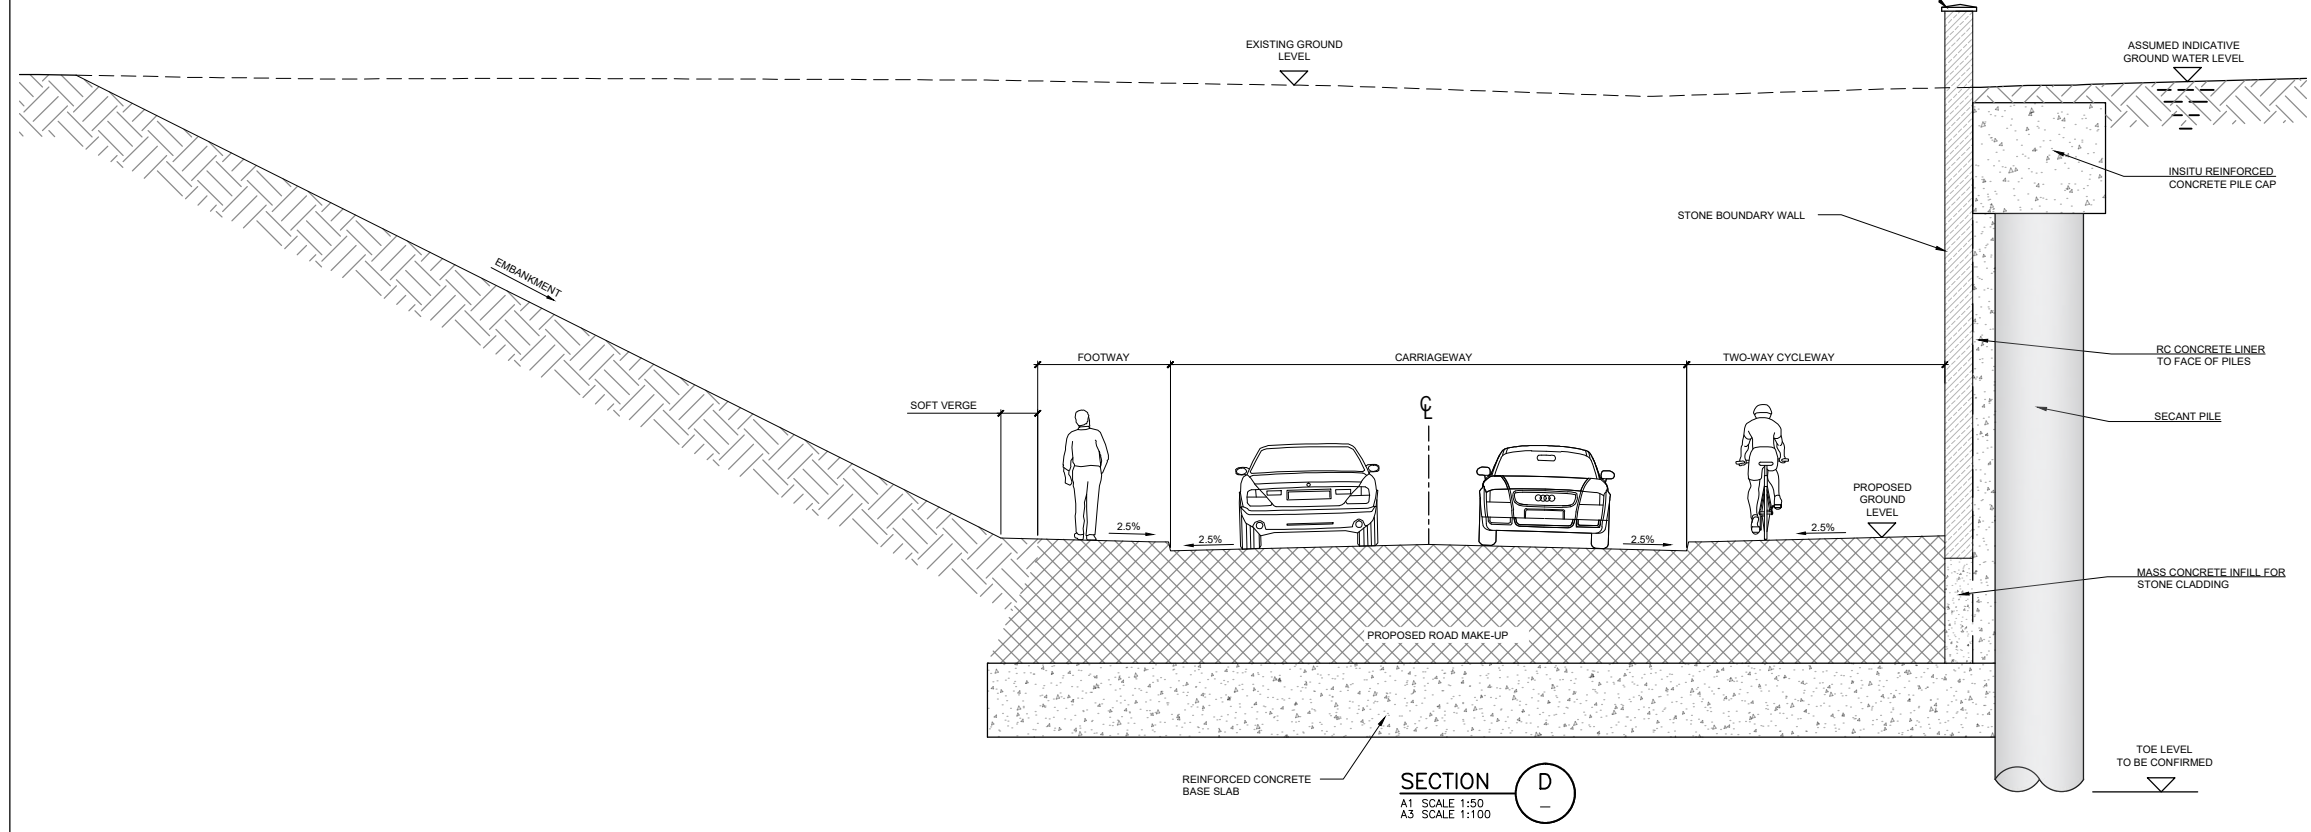 EXISTING GROUND
LEVEL
ASSUMED INDICATIVE
GROUND WATER LEVEL
INSITU REINFORCED
CONCRETE PILE CAP
STONE BOUNDARY WALL
EMBANKMENT
FOOTWAY
CARRIAGEWAY
TWO-WAY CYCLEWAY
RC CONCRETE LINER
TO FACE OF PILES
SOFT VERGE
CL
SECANT PILE
PROPOSED
GROUND
LEVEL
2.5%
2.5%
2.5%
2.5%
MASS CONCRETE INFILL FOR
STONE CLADDING
PROPOSED ROAD MAKE-UP
REINFORCED CONCRETE
BASE SLAB
SECTION
D
–
A1 SCALE 1:50
A3 SCALE 1:100
TOE LEVEL
TO BE CONFIRMED